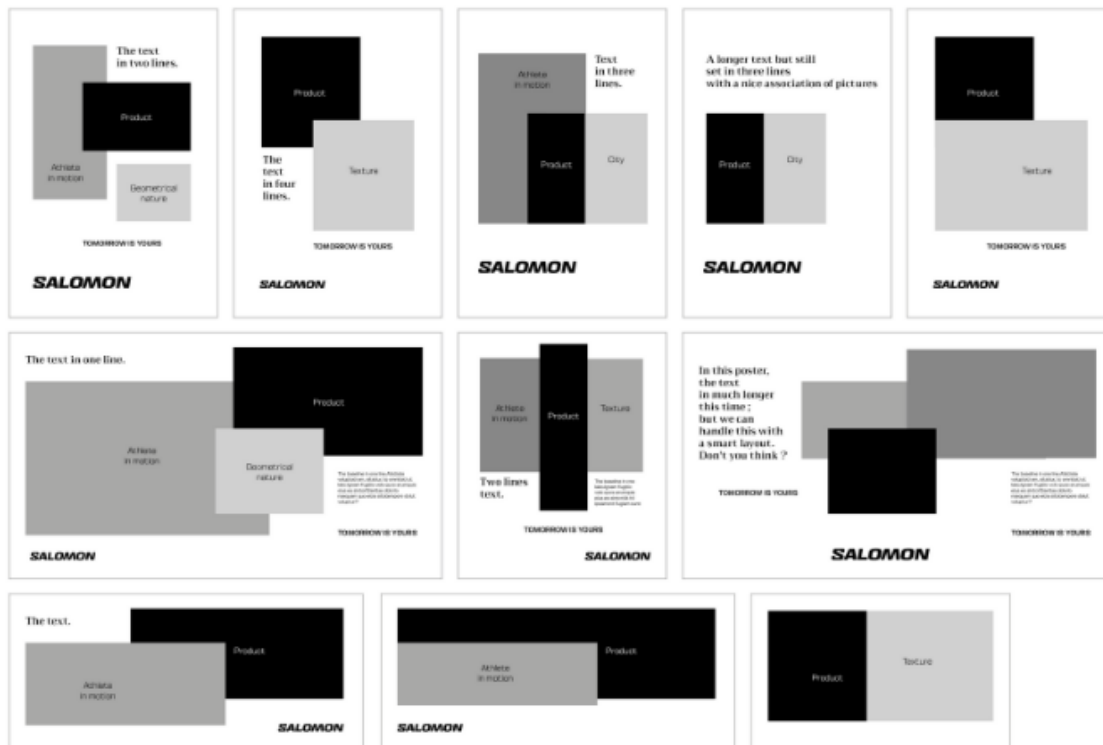 The text
in two lines.
Product
Athlete
in motion
Geometrical
nature
TOMORROW IS YOURS
SALOMON
Product
The
text
in four
lines.
Texture
TOMORROW IS YOURS
SALOMON
Athlete
in motion
Text
in three
lines.
Product
City
SALOMON
A longer text but still
set in three lines
with a nice association of pictures
Product
City
SALOMON
Product
Texture
TOMORROW IS YOURS
SALOMON
The text in one line.
Product
Athlete
in motion
Geometrical
nature
TOMORROW IS YOURS
SALOMON
Athlete
in motion
Product
Texture
Two lines
text.
TOMORROW IS YOURS
SALOMON
In this poster,
the text
in much longer
this time ;
but we can
handle this with
a smart layout.
Don't you think ?
TOMORROW IS YOURS
TOMORROW IS YOURS
SALOMON
The text.
Product
Athlete
in motion
SALOMON
Product
Athlete
in motion
SALOMON
Product
Texture